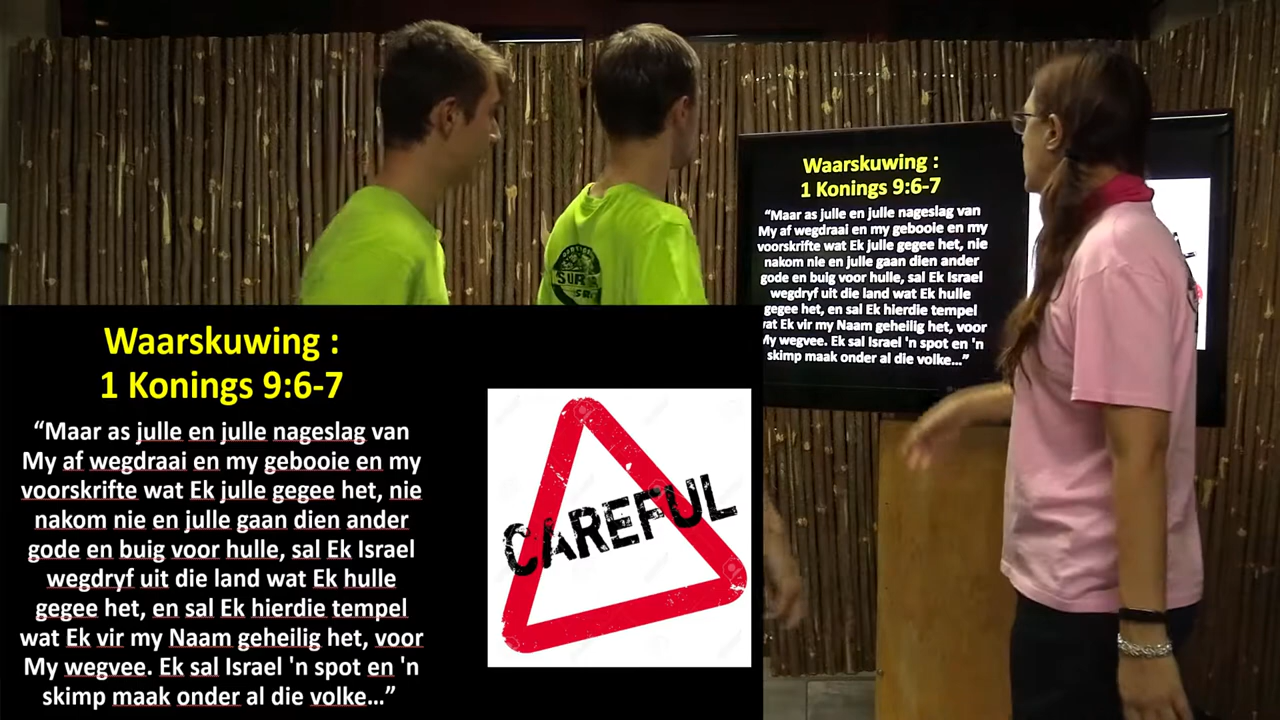 Waarskuwing :
1 Konings 9:6-7
“Maar as julle en julle nageslag van
My af wegdraai en my gebooie en my
voorskrifte wat Ek Julle gegee het, nie
nakom nie en julle gaan dien ander
gode en buig voor hulle, sal Ek Israel
wegdryf uit die land wat Ek hulle
gegee het, en sal Ek hierdie tempel
wat Ek vir my Naam geheilig het, voor
My wegvee. Ek sal Israel 'n spot en 'n
skimp maak onder al die volke...”
SUR
Waarskuwing :
1 Konings 9:6-7
“Maar as julle en julle nageslag van
My af wegdraai en my gebooie en my
voorskrifte wat Ek julle gegee het, nie
nakom nie en julle gaan dien ander
gode en buig voor hulle, sal Ek Israel
wegdryf uit die land wat Ek hulle
gegee het, en sal Ek hierdie tempel
wat Ek vir my Naam geheilig het, voor
My wegvee. Ek sal Israel 'n spot en 'n
skimp maak onder al die volke...”
CAREFUL